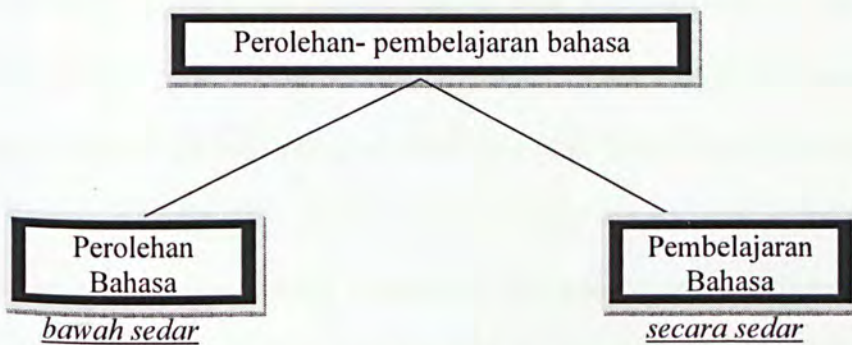 Perolehan- pembelajaran bahasa
Perolehan
Bahasa
bawah sedar
Pembelajaran
Bahasa
secara sedar